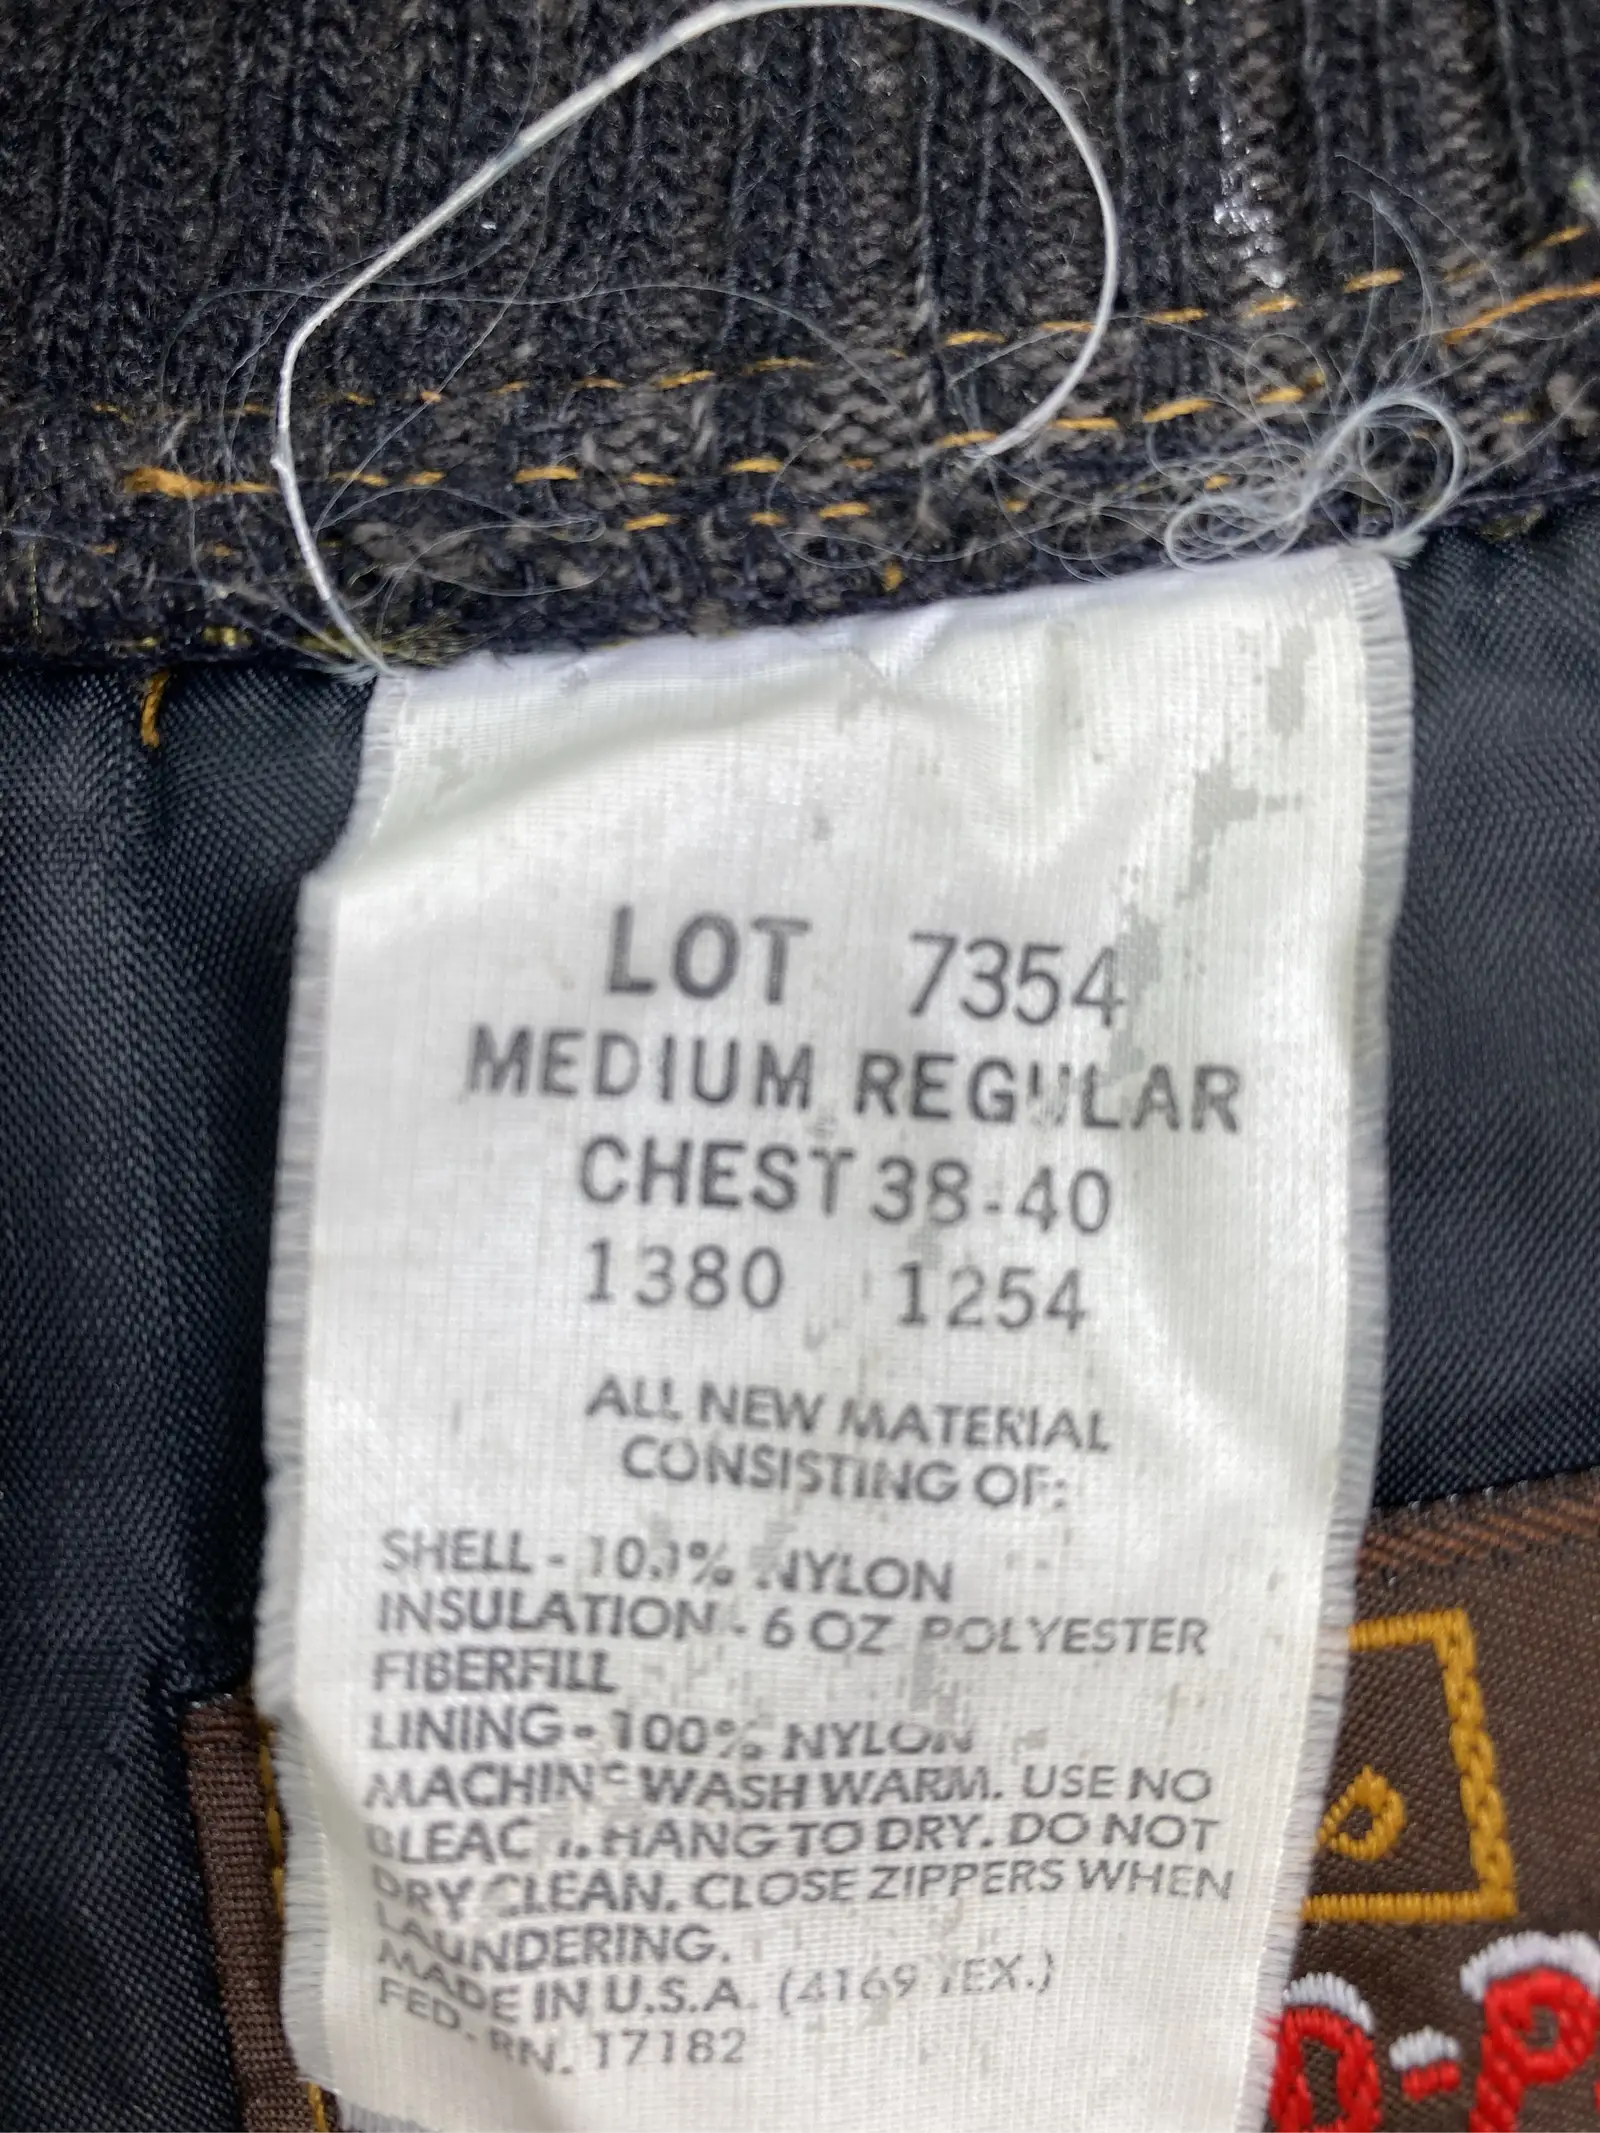 LOT 7354
MEDIUM REGULAR
CHEST 38-40
1380 1254
ALL NEW MATERIAL
CONSISTING OF:
SHELL - 100% NYLON
INSULATION - 6 OZ POLYESTER
FIBERFILL
LINING - 100% NYLON
MACHINE WASH WARM. USE NO
BLEACH. HANG TO DRY. DO NOT
DRY CLEAN. CLOSE ZIPPERS WHEN
LAUNDERING.
MADE IN U.S.A. (4169 TEX.)
FED. RN. 17182